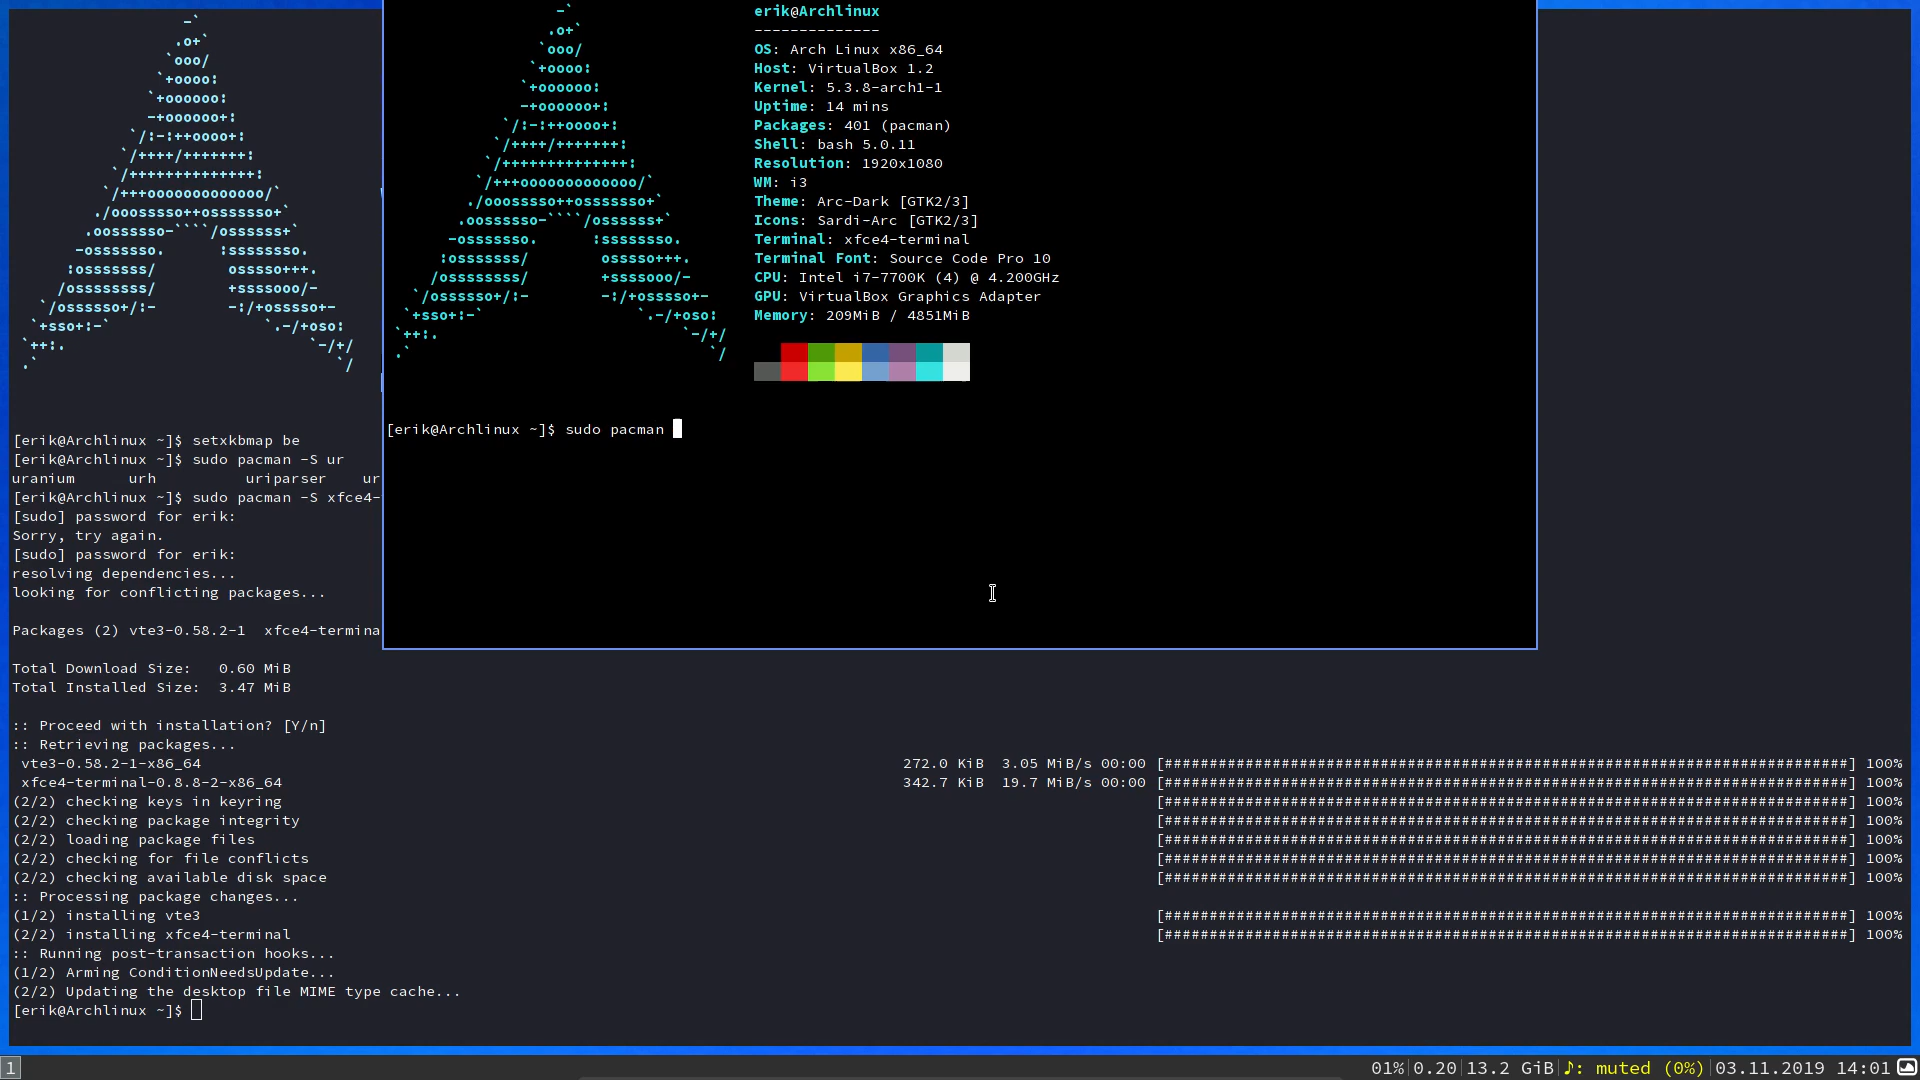 erik@Archlinux
--------------
OS: Arch Linux x86_64
Host: VirtualBox 1.2
Kernel: 5.3.8-arch1-1
Uptime: 14 mins
Packages: 401 (pacman)
Shell: bash 5.0.11
Resolution: 1920x1080
WM: i3
Theme: Arc-Dark [GTK2/3]
Icons: Sardi-Arc [GTK2/3]
Terminal: xfce4-terminal
Terminal Font: Source Code Pro 10
CPU: Intel i7-7700K (4) @ 4.200GHz
GPU: VirtualBox Graphics Adapter
Memory: 209MiB / 4851MiB
[erik@Archlinux ~]$ sudo pacman
[erik@Archlinux ~]$ setxkbmap be
[erik@Archlinux ~]$ sudo pacman -S ur
uranium urh uriparser ur
[erik@Archlinux ~]$ sudo pacman -S xfce4-
[sudo] password for erik:
Sorry, try again.
[sudo] password for erik:
resolving dependencies...
looking for conflicting packages...
Packages (2) vte3-0.58.2-1 xfce4-termina
Total Download Size: 0.60 MiB
Total Installed Size: 3.47 MiB
:: Proceed with installation? [Y/n]
:: Retrieving packages...
vte3-0.58.2-1-x86_64 272.0 KiB 3.05 MiB/s 00:00 [#############################################################################] 100%
xfce4-terminal-0.8.8-2-x86_64 342.7 KiB 19.7 MiB/s 00:00 [#############################################################################] 100%
(2/2) checking keys in keyring [#############################################################################] 100%
(2/2) checking package integrity [#############################################################################] 100%
(2/2) loading package files [#############################################################################] 100%
(2/2) checking for file conflicts [#############################################################################] 100%
(2/2) checking available disk space [#############################################################################] 100%
:: Processing package changes...
(1/2) installing vte3 [#############################################################################] 100%
(2/2) installing xfce4-terminal [#############################################################################] 100%
:: Running post-transaction hooks...
(1/2) Arming ConditionNeedsUpdate...
(2/2) Updating the desktop file MIME type cache...
[erik@Archlinux ~]$
1 01%|0.20|13.2 GiB|♪: muted (0%)|03.11.2019 14:01